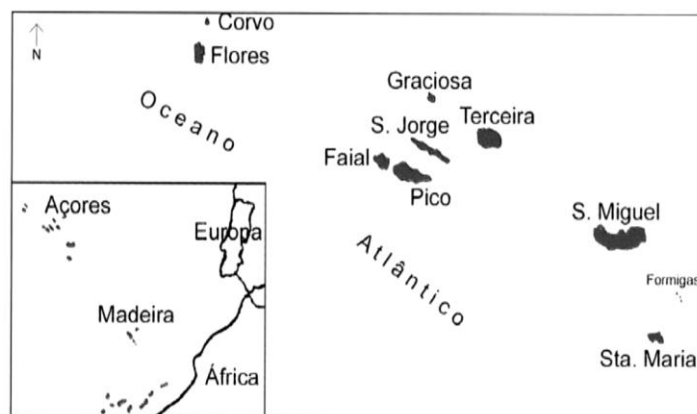 Corvo
N
Flores
Graciosa
Oceano
S. Jorge
Terceira
Faial
Pico
S. Miguel
Açores
Europa
Atlântico
Formigas
Madeira
Sta. Maria
África